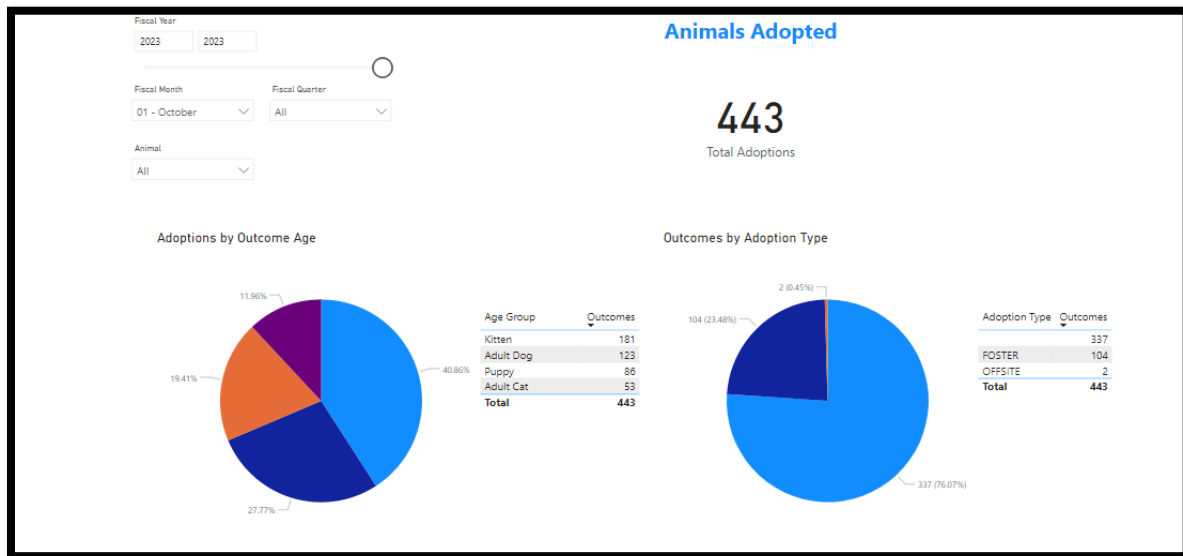 Fiscal Year
2023 2023
Animals Adopted
Fiscal Month Fiscal Quarter
01 - October All
443
Total Adoptions
Animal
All
Adoptions by Outcome Age
11.96%
19.41%
40.86%
27.77%
Age Group Outcomes
Kitten 181
Adult Dog 123
Puppy 86
Adult Cat 53
Total 443
Outcomes by Adoption Type
2 (0.45%)
104 (23.48%)
337 (76.07%)
Adoption Type Outcomes
337
FOSTER 104
OFFSITE 2
Total 443